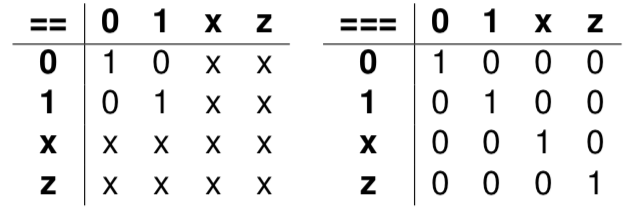 == 0 1 x z === 0 1 x z
0 1 0 x x 0 1 0 0 0
1 0 1 x x 1 0 1 0 0
x x x x x x 0 0 1 0
z x x x x z 0 0 0 1